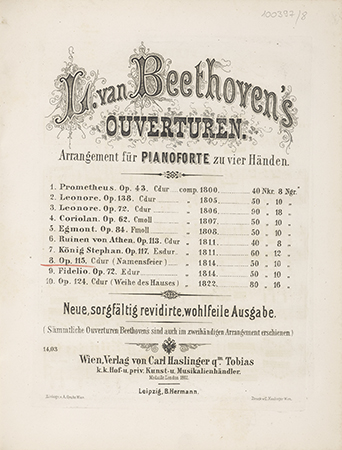 100397/8
L. van Beethoven's
OUVERTUREN.
Arrangement für PIANOFORTE zu vier Händen.
1. Prometheus. Op. 43. Cdur comp. 1800. 40 Nkr. 8 Ngr.
2. Leonore. Op. 138. Cdur „ 1805. 50 „ 10 „
3. Leonore. Op. 72. Cdur „ 1806. 90 „ 18 „
4. Coriolan. Op. 62. Cmoll „ 1807. 50 „ 10 „
5. Egmont. Op. 84. Fmoll „ 1808. 50 „ 10 „
6. Ruinen von Athen. Op. 113. Cdur „ 1811. 40 „ 8 „
7. König Stephan. Op. 117. Esdur „ 1811. 60 „ 12 „
8. Op. 115. Cdur (Namensfeier) „ 1814. 50 „ 10 „
9. Fidelio. Op. 72. Edur „ 1814. 50 „ 10 „
10. Op. 124. Cdur (Weihe des Hauses) „ 1822. 80 „ 16 „
Neue, sorgfältig revidirte, wohlfeile Ausgabe.
(Sämmtliche Ouverturen Beethoven's sind auch im zweihändigen Arrangement erschienen)
14,03
Wien, Verlag von Carl Haslinger qm. Tobias
k.k. Hof- u. priv. Kunst- u. Musikalienhändler.
Medaille London 1862.
Leipzig, B. Hermann.